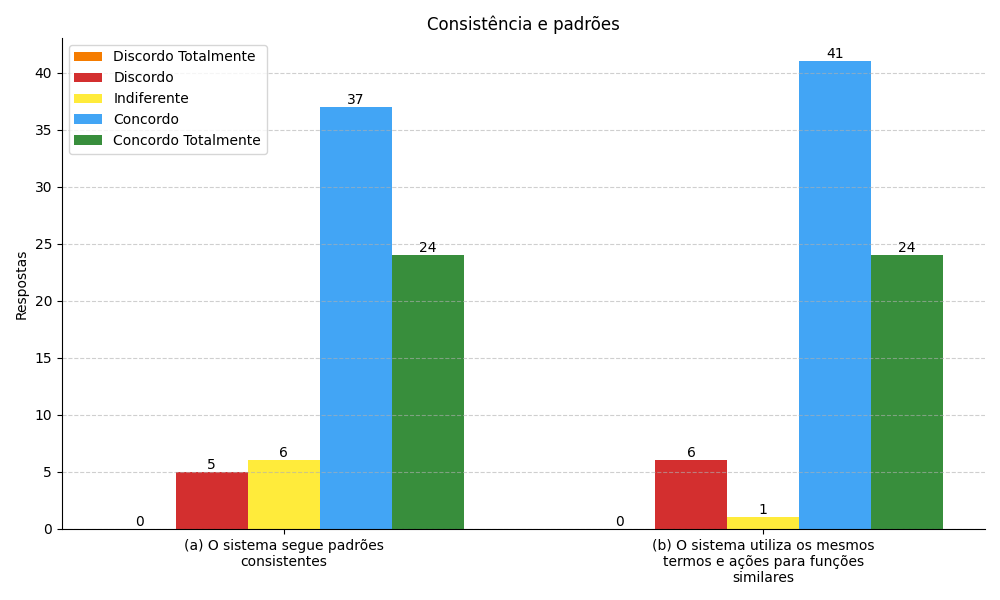 Consistência e padrões
Discordo Totalmente
Discordo
Indiferente
Concordo
Concordo Totalmente
Respostas
40
35
30
25
20
15
10
5
0
0
5
6
37
24
0
6
1
41
24
(a) O sistema segue padrões
consistentes
(b) O sistema utiliza os mesmos
termos e ações para funções
similares